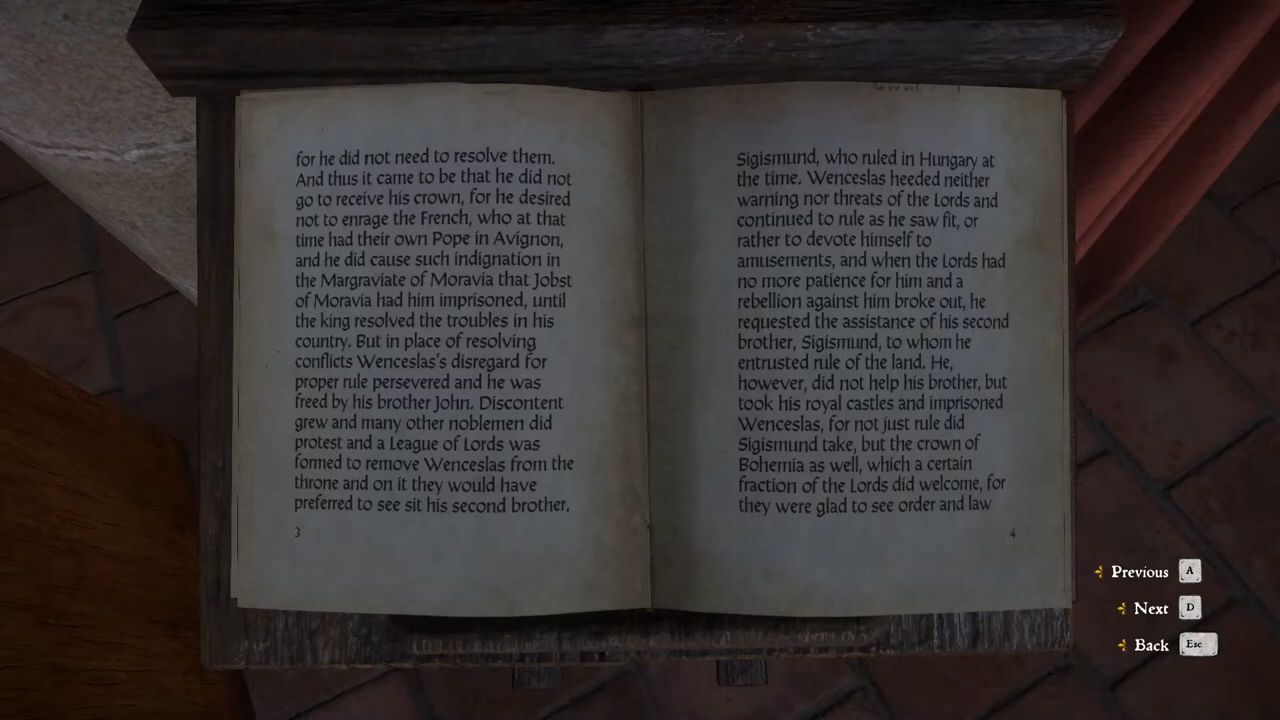 for he did not need to resolve them.
And thus it came to be that he did not
go to receive his crown, for he desired
not to enrage the French, who at that
time had their own Pope in Avignon,
and he did cause such indignation in
the Margraviate of Moravia that Jobst
of Moravia had him imprisoned, until
the king resolved the troubles in his
country. But in place of resolving
conflicts Wenceslas's disregard for
proper rule persevered and he was
freed by his brother John. Discontent
grew and many other noblemen did
protest and a League of Lords was
formed to remove Wenceslas from the
throne and on it they would have
preferred to see sit his second brother,
3
Sigismund, who ruled in Hungary at
the time. Wenceslas heeded neither
warning nor threats of the Lords and
continued to rule as he saw fit, or
rather to devote himself to
amusements, and when the Lords had
no more patience for him and a
rebellion against him broke out, he
requested the assistance of his second
brother, Sigismund, to whom he
entrusted rule of the land. He,
however, did not help his brother, but
took his royal castles and imprisoned
Wenceslas, for not just rule did
Sigismund take, but the crown of
Bohemia as well, which a certain
fraction of the Lords did welcome, for
they were glad to see order and law
4
Previous A
Next D
Back Esc